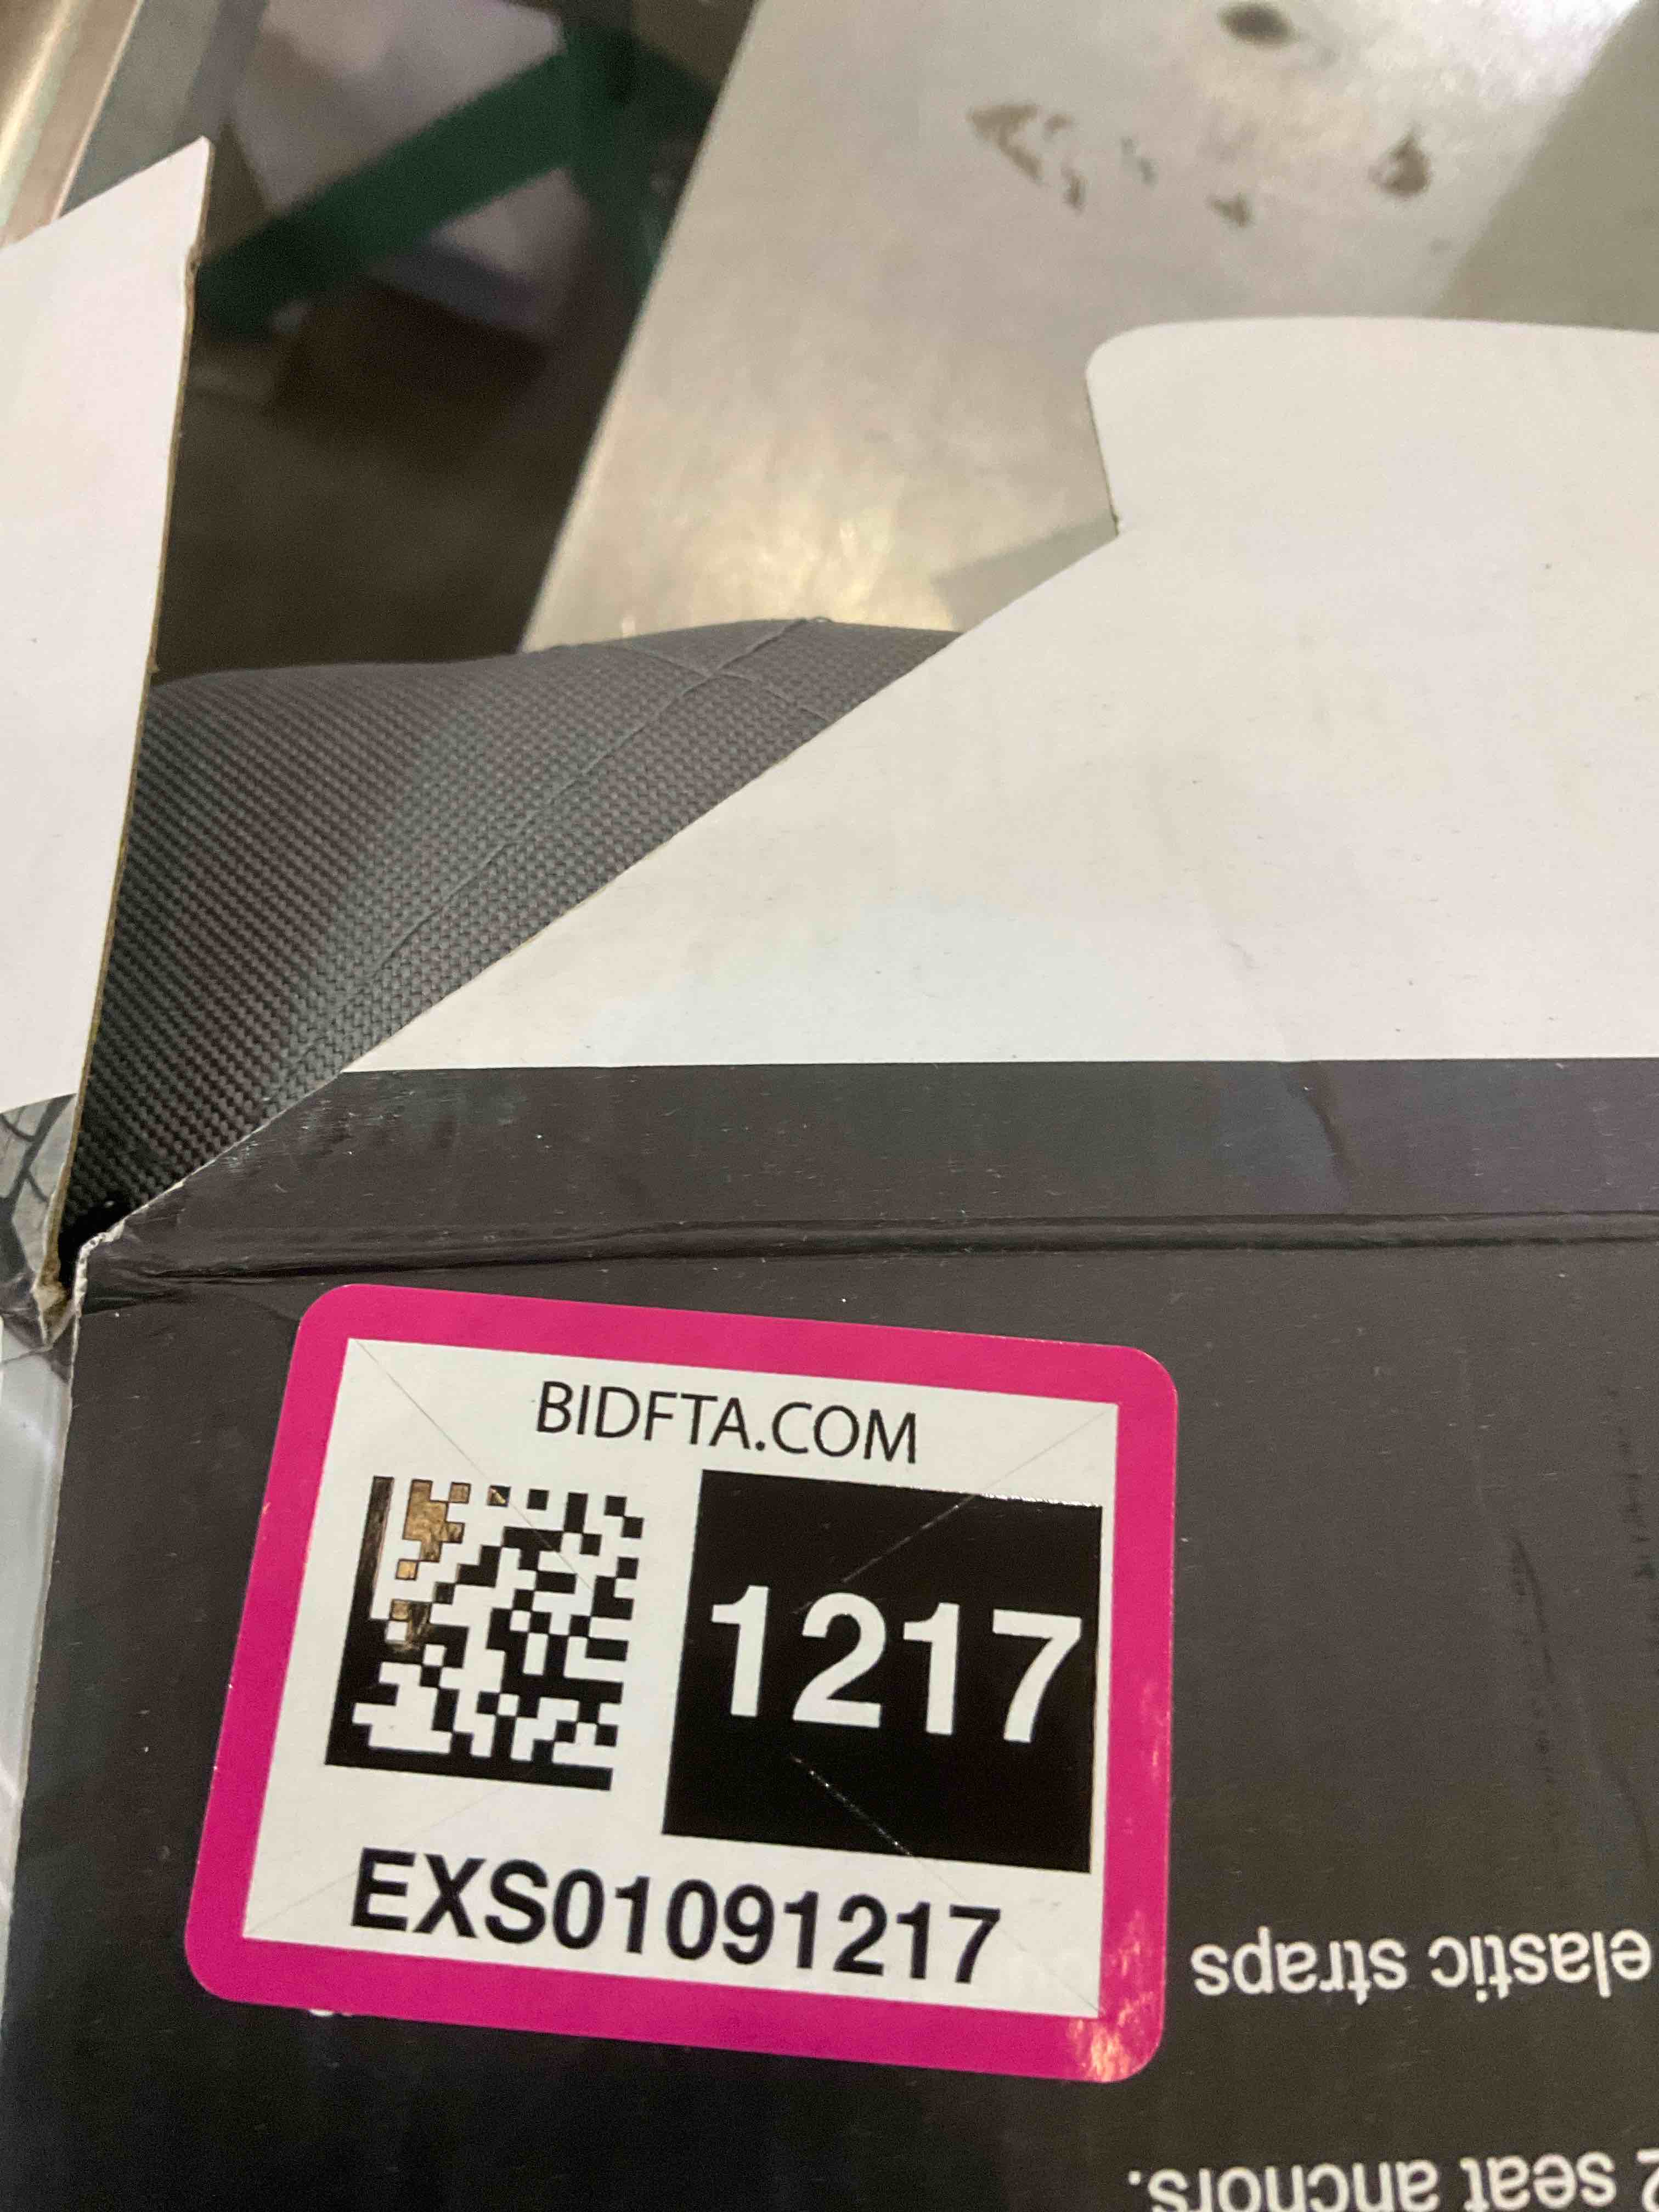 BIDFTA.COM
1217
EXS01091217
elastic straps
2 seat anchors.